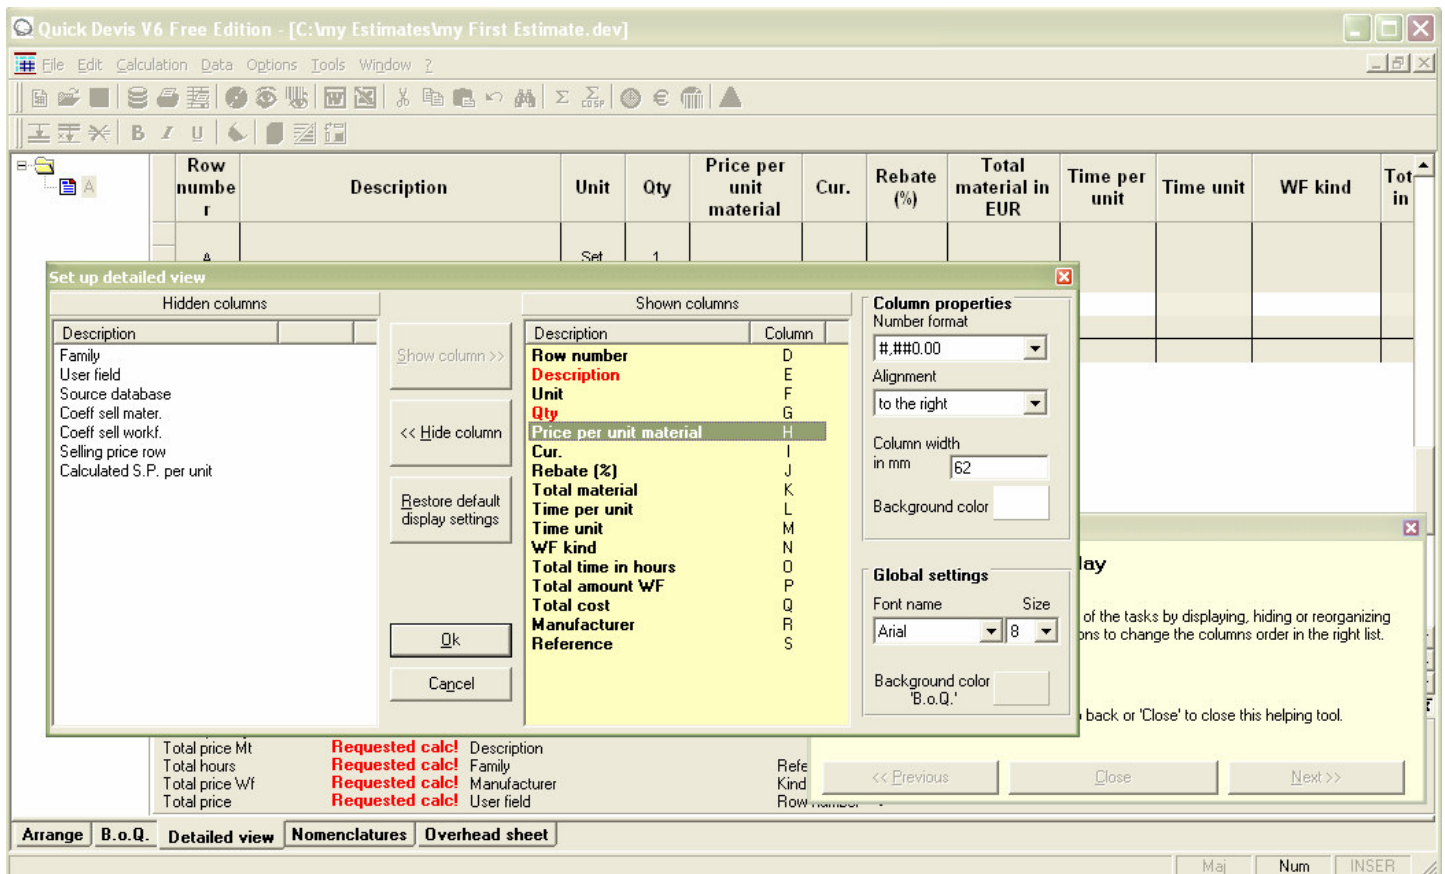 Quick Devis V6 Free Edition - [C:\my Estimates\my First Estimate.dev]
File Edit Calculation Data Options Tools Window ?
B I U
A
Row number
Description
Unit
Qty
Price per unit material
Cur.
Rebate (%)
Total material in EUR
Time per unit
Time unit
WF kind
Tot in
A Set 1
Set up detailed view
Hidden columns
Description
Family
User field
Source database
Coeff sell mater.
Coeff sell workf.
Selling price row
Calculated S.P. per unit
Show column >>
<< Hide column
Restore default
display settings
Ok
Cancel
Shown columns
Description Column
Row number D
Description E
Unit F
Qty G
Price per unit material H
Cur. I
Rebate (%) J
Total material K
Time per unit L
Time unit M
WF kind N
Total time in hours O
Total amount WF P
Total cost Q
Manufacturer R
Reference S
Column properties
Number format
#,##0.00
Alignment
to the right
Column width
in mm 62
Background color
Global settings
Font name Size
Arial 8
Background color
'B.o.Q.'
lay
of the tasks by displaying, hiding or reorganizing
ons to change the columns order in the right list.
back or 'Close' to close this helping tool.
<< Previous Close Next >>
Total price Mt Requested calc! Description
Total hours Requested calc! Family Refe
Total price Wf Requested calc! Manufacturer Kind
Total price Requested calc! User field Row number
Arrange B.o.Q. Detailed view Nomenclatures Overhead sheet
Maj Num INSER